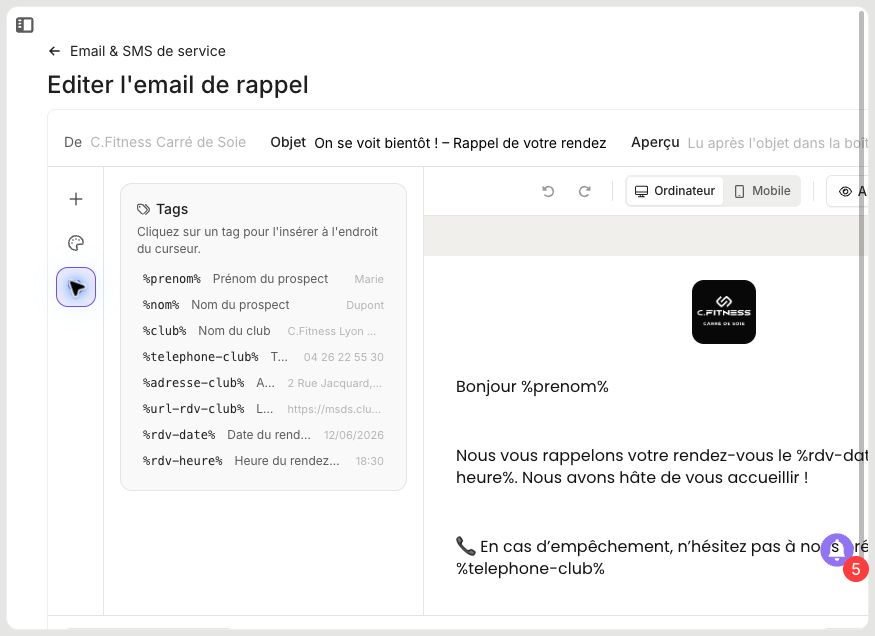 Email & SMS de service
Editer l'email de rappel
De C.Fitness Carré de Soie Objet On se voit bientôt ! – Rappel de votre rendez Aperçu Lu après l'objet dans la boît
Ordinateur Mobile A
Tags
Cliquez sur un tag pour l'insérer à l'endroit
du curseur.
%prenom% Prénom du prospect Marie
%nom% Nom du prospect Dupont
%club% Nom du club C.Fitness Lyon ...
%telephone-club% T... 04 26 22 55 30
%adresse-club% A... 2 Rue Jacquard,...
%url-rdv-club% L... https://msds.clu...
%rdv-date% Date du rend... 12/06/2026
%rdv-heure% Heure du rendez... 18:30
C.FITNESS
CARRÉ DE SOIE
Bonjour %prenom%
Nous vous rappelons votre rendez-vous le %rdv-dat
heure%. Nous avons hâte de vous accueillir !
📞 En cas d’empêchement, n’hésitez pas à nous pré
%telephone-club%
5